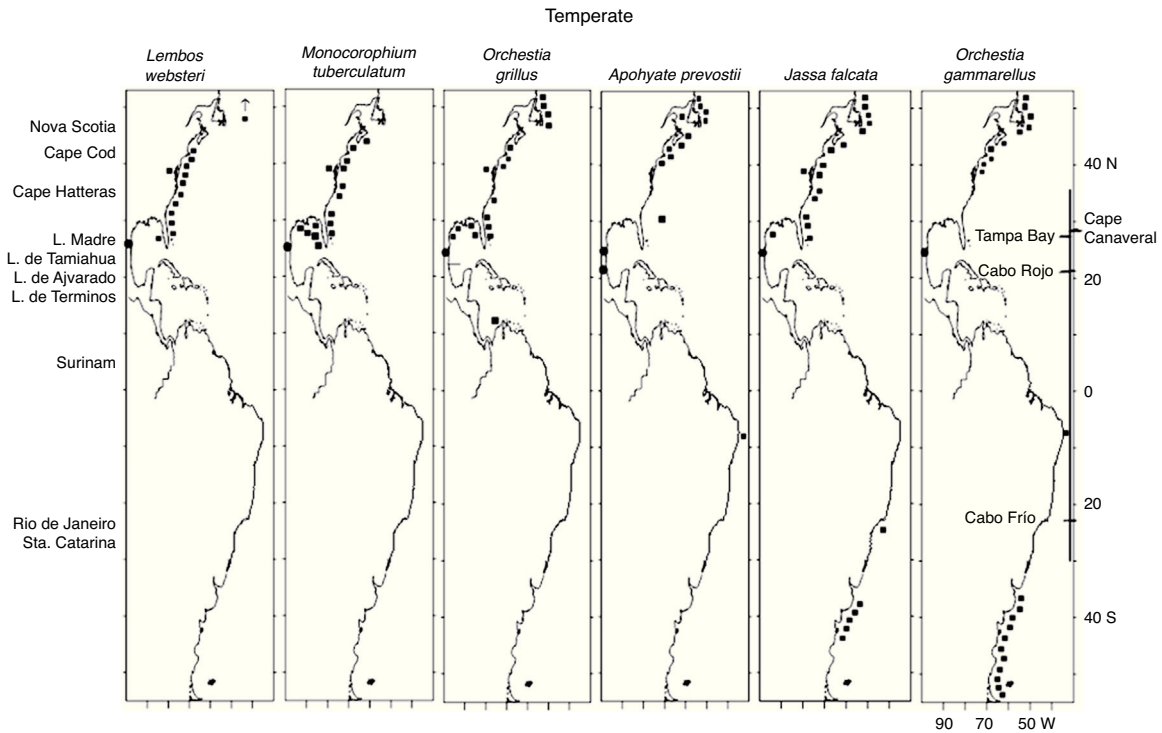 Temperate
Lembos
websteri
Monocorophium
tuberculatum
Orchestia
grillus
Apohyate prevostii
Jassa falcata
Orchestia
gammarellus
Nova Scotia
Cape Cod
Cape Hatteras
L. Madre
L. de Tamiahua
L. de Ajvarado
L. de Terminos
Surinam
Rio de Janeiro
Sta. Catarina
40 N
Cape
Canaveral
Tampa Bay
Cabo Rojo
20
0
20
Cabo Frío
40 S
90 70 50 W